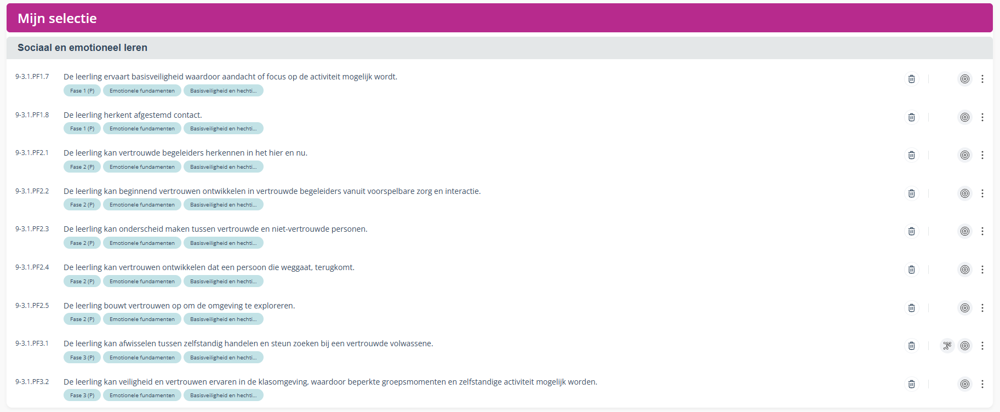 Mijn selectie
Sociaal en emotioneel leren
9-3.1.PF1.7 De leerling ervaart basisveiligheid waardoor aandacht of focus op de activiteit mogelijk wordt.
Fase 1 (P) Emotionele fundamenten Basisveiligheid en hechti...
9-3.1.PF1.8 De leerling herkent afgestemd contact.
Fase 1 (P) Emotionele fundamenten Basisveiligheid en hechti...
9-3.1.PF2.1 De leerling kan vertrouwde begeleiders herkennen in het hier en nu.
Fase 2 (P) Emotionele fundamenten Basisveiligheid en hechti...
9-3.1.PF2.2 De leerling kan beginnend vertrouwen ontwikkelen in vertrouwde begeleiders vanuit voorspelbare zorg en interactie.
Fase 2 (P) Emotionele fundamenten Basisveiligheid en hechti...
9-3.1.PF2.3 De leerling kan onderscheid maken tussen vertrouwde en niet-vertrouwde personen.
Fase 2 (P) Emotionele fundamenten Basisveiligheid en hechti...
9-3.1.PF2.4 De leerling kan vertrouwen ontwikkelen dat een persoon die weggaat, terugkomt.
Fase 2 (P) Emotionele fundamenten Basisveiligheid en hechti...
9-3.1.PF2.5 De leerling bouwt vertrouwen op om de omgeving te exploreren.
Fase 2 (P) Emotionele fundamenten Basisveiligheid en hechti...
9-3.1.PF3.1 De leerling kan afwisselen tussen zelfstandig handelen en steun zoeken bij een vertrouwde volwassene.
Fase 3 (P) Emotionele fundamenten Basisveiligheid en hechti...
9-3.1.PF3.2 De leerling kan veiligheid en vertrouwen ervaren in de klasomgeving, waardoor beperkte groepsmomenten en zelfstandige activiteit mogelijk worden.
Fase 3 (P) Emotionele fundamenten Basisveiligheid en hechti...